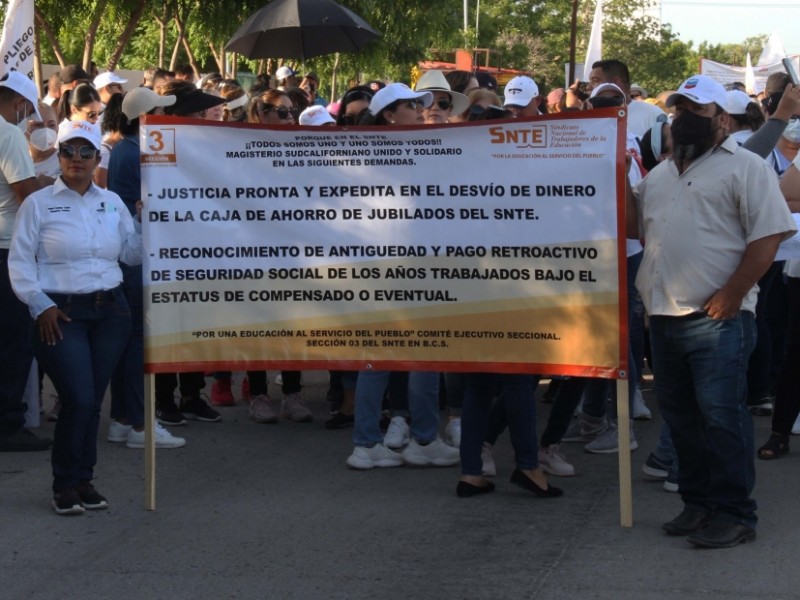 PLIEGO
3
SECCIÓN
¡¡TODOS SOMOS UNO Y UNO SOMOS TODOS!!
MAGISTERIO SUDCALIFORNIANO UNIDO Y SOLIDARIO
EN LAS SIGUIENTES DEMANDAS.
SNTE
Sindicato
Nacional de
Trabajadores de la
Educación
"POR LA EDUCACIÓN AL SERVICIO DEL PUEBLO"
- JUSTICIA PRONTA Y EXPEDITA EN EL DESVÍO DE DINERO
DE LA CAJA DE AHORRO DE JUBILADOS DEL SNTE.
- RECONOCIMIENTO DE ANTIGUEDAD Y PAGO RETROACTIVO
DE SEGURIDAD SOCIAL DE LOS AÑOS TRABAJADOS BAJO EL
ESTATUS DE COMPENSADO O EVENTUAL.
"POR UNA EDUCACIÓN AL SERVICIO DEL PUEBLO" COMITÉ EJECUTIVO SECCIONAL.
SECCIÓN 03 DEL SNTE EN B.C.S.